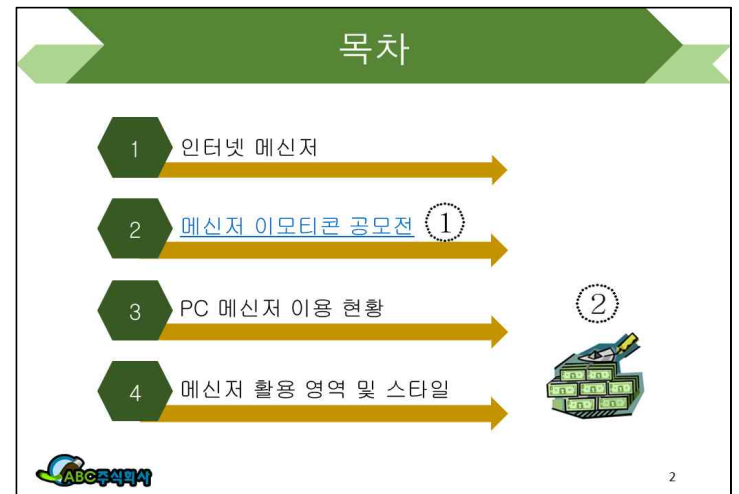 목차
1 인터넷 메신저
2 메신저 이모티콘 공모전 ①
3 PC 메신저 이용 현황
②
4 메신저 활용 영역 및 스타일
ABC주식회사
2